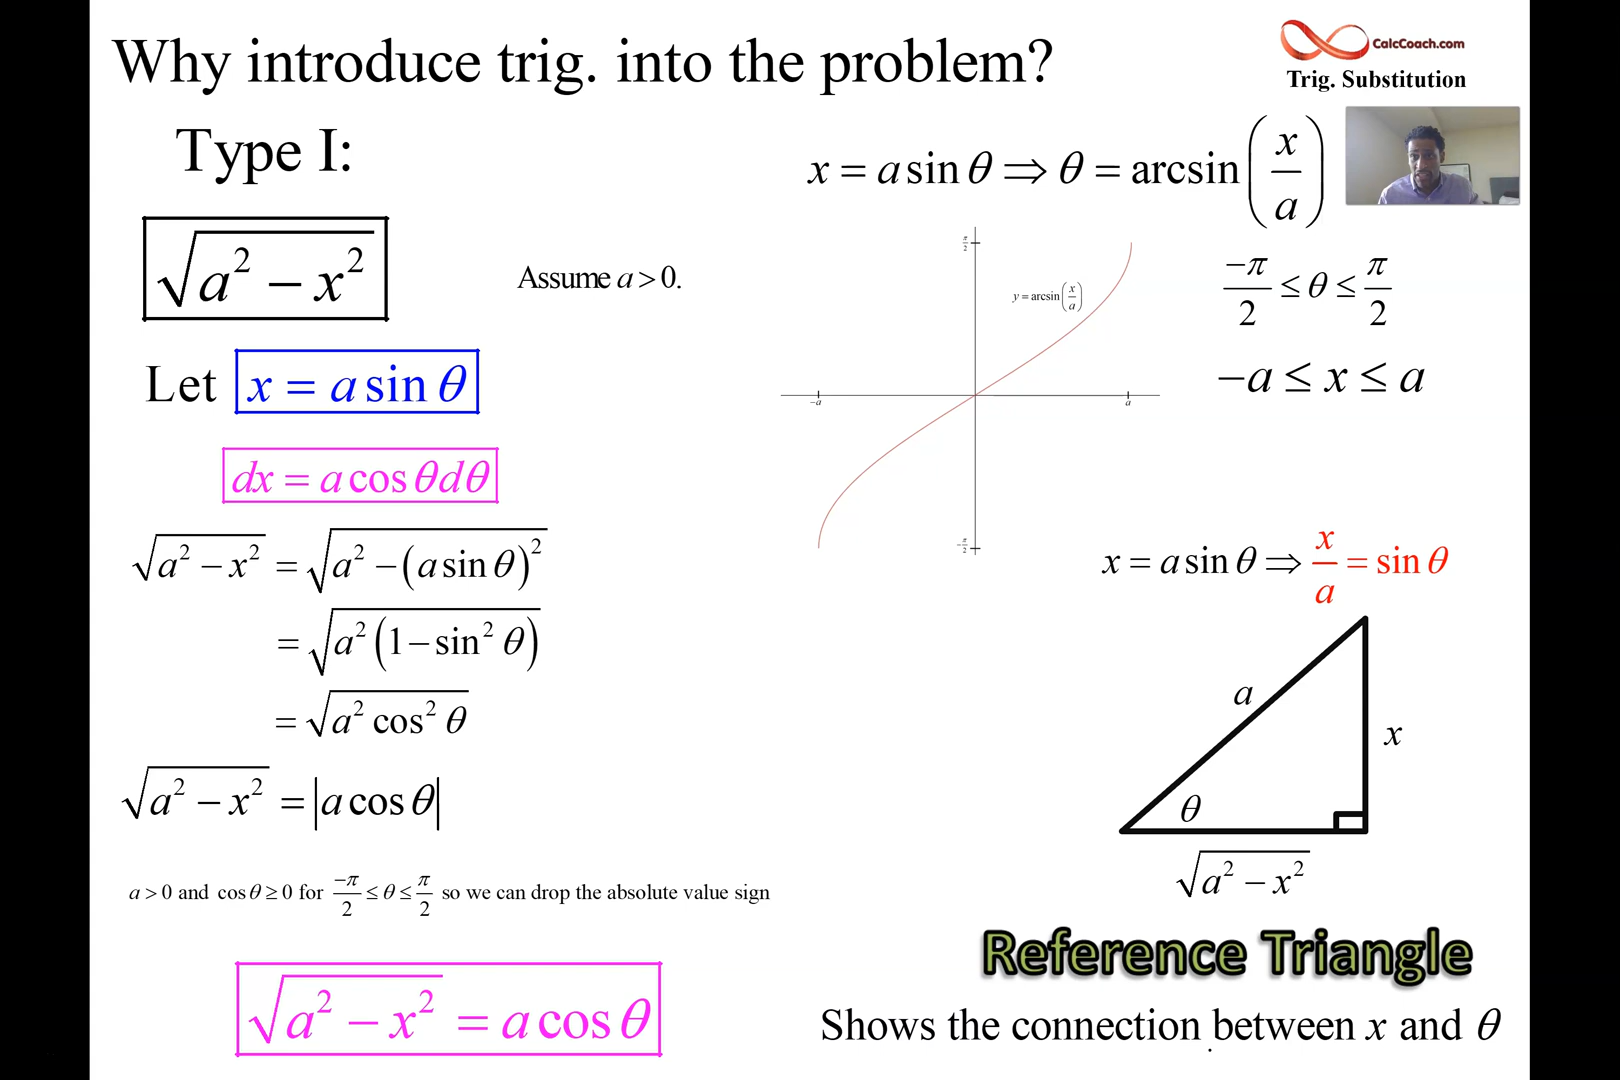 Why introduce trig. into the problem?
CalcCoach.com
Trig. Substitution
Type I:
√(a² − x²)
Assume a > 0.
Let x = a sin θ
dx = a cos θdθ
√(a² − x²) = √(a² − (a sin θ)²)
= √(a² (1 − sin² θ))
= √(a² cos² θ)
√(a² − x²) = |a cos θ|
a > 0 and cos θ ≥ 0 for −π/2 ≤ θ ≤ π/2 so we can drop the absolute value sign
√(a² − x²) = a cos θ
x = a sin θ ⇒ θ = arcsin(x/a)
π/2
y = arcsin(x/a)
−a
a
−π/2
−π/2 ≤ θ ≤ π/2
−a ≤ x ≤ a
x = a sin θ ⇒ x/a = sin θ
a
x
θ
√(a² − x²)
Reference Triangle
Shows the connection between x and θ